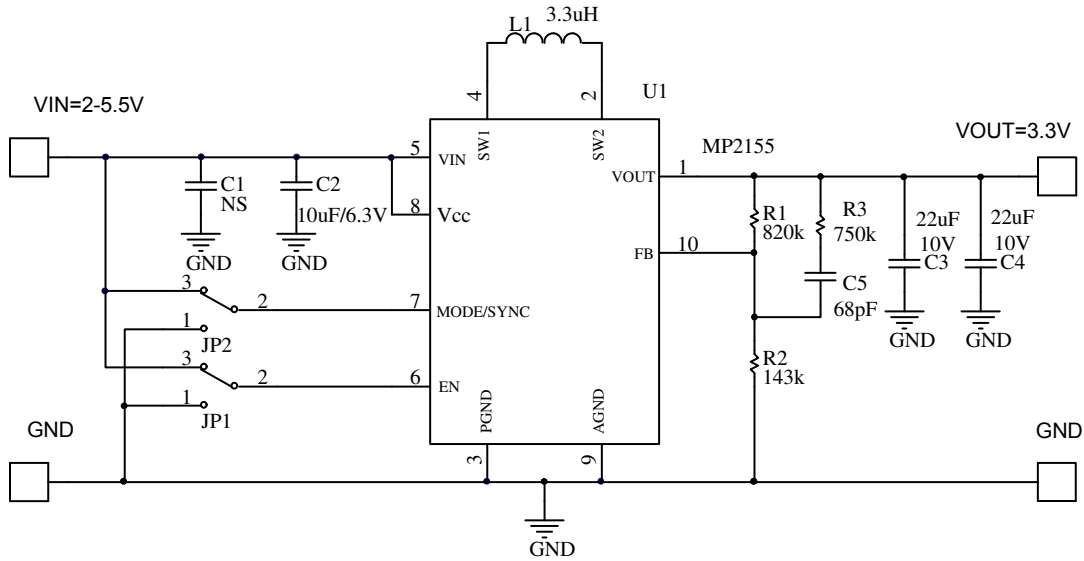 L1
3.3uH
4
2
U1
VIN=2-5.5V
SW1
SW2
MP2155
VOUT=3.3V
5
VIN
VOUT
1
C1
NS
C2
10uF/6.3V
8
Vcc
R1
820k
R3
750k
22uF
10V
C3
22uF
10V
C4
FB
10
GND
GND
C5
68pF
3
2
7
MODE/SYNC
1
JP2
GND
GND
3
2
6
EN
R2
143k
1
JP1
PGND
AGND
GND
GND
3
9
GND